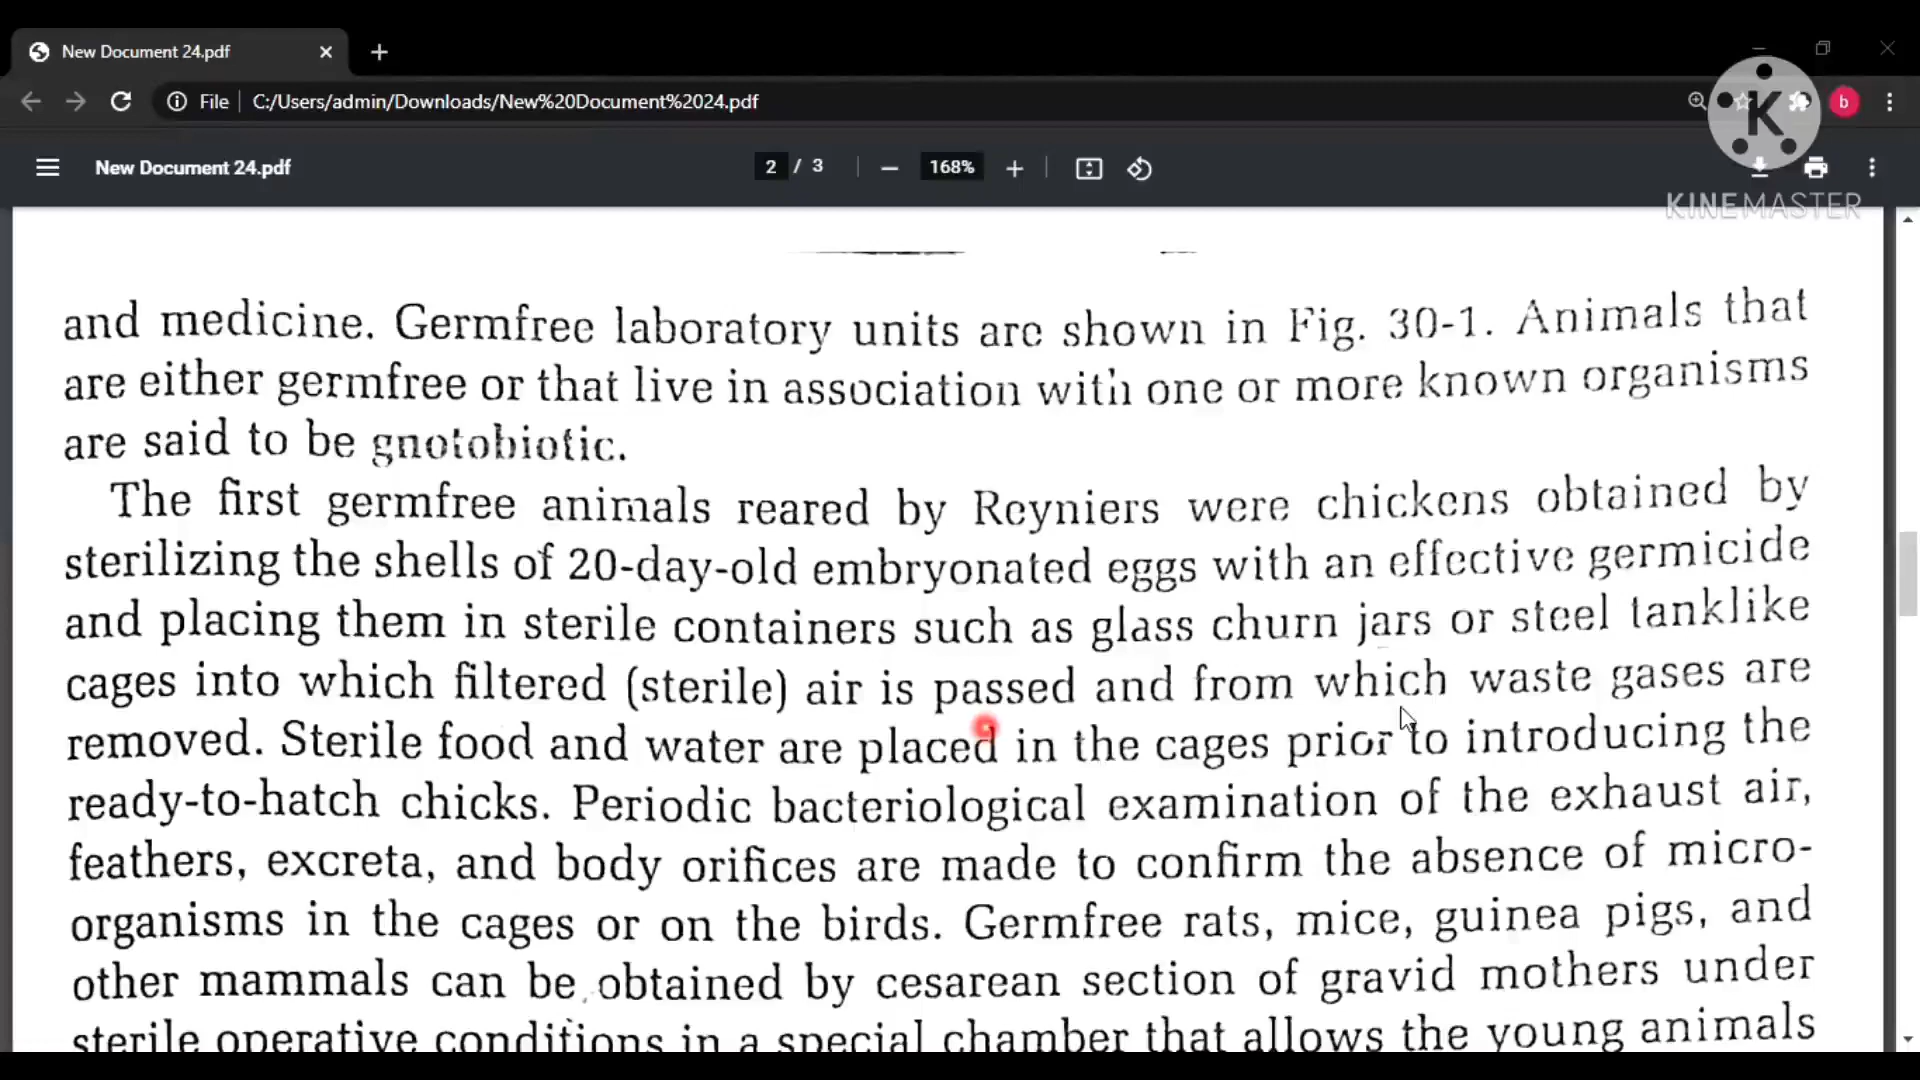 New Document 24.pdf
File
C:/Users/admin/Downloads/New%20Document%2024.pdf
b
K
New Document 24.pdf
2 / 3
168%
KINEMASTER
and medicine. Germfree laboratory units are shown in Fig. 30-1. Animals that
are either germfree or that live in association with one or more known organisms
are said to be gnotobiotic.
The first germfree animals reared by Reyniers were chickens obtained by
sterilizing the shells of 20-day-old embryonated eggs with an effective germicide
and placing them in sterile containers such as glass churn jars or steel tanklike
cages into which filtered (sterile) air is passed and from which waste gases are
removed. Sterile food and water are placed in the cages prior to introducing the
ready-to-hatch chicks. Periodic bacteriological examination of the exhaust air,
feathers, excreta, and body orifices are made to confirm the absence of micro-
organisms in the cages or on the birds. Germfree rats, mice, guinea pigs, and
other mammals can be obtained by cesarean section of gravid mothers under
sterile operative conditions in a special chamber that allows the young animals